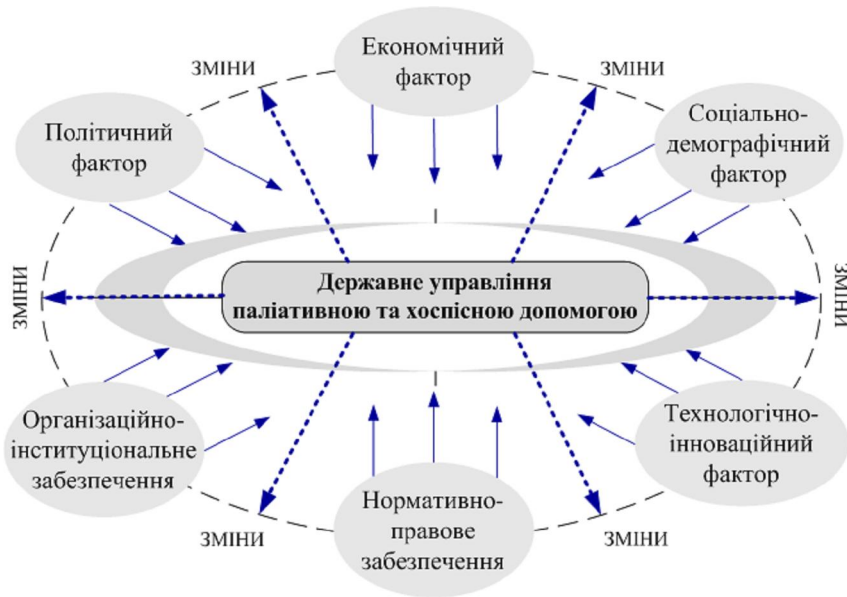 Економічний
фактор
ЗМІНИ
ЗМІНИ
Політичний
фактор
Соціально-
демографічний
фактор
ЗМІНИ
Державне управління
паліативною та хоспісною допомогою
ЗМІНИ
Організаційно-
інституціональне
забезпечення
Технологічно-
інноваційний
фактор
ЗМІНИ
Нормативно-
правове
забезпечення
ЗМІНИ